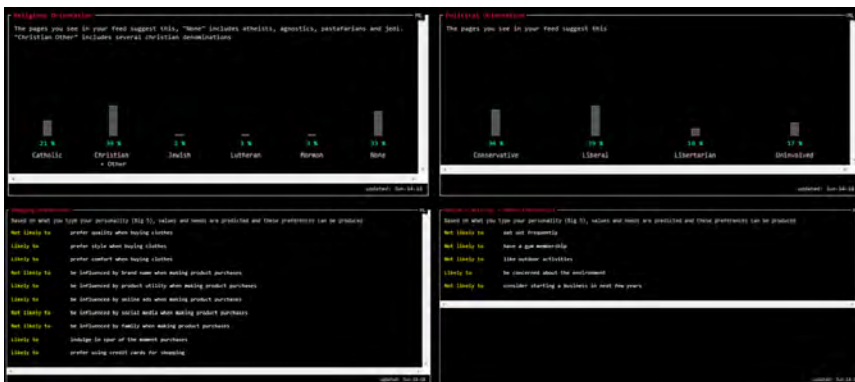 Religious Orientation
The pages you see in your feed suggest this, "None" includes atheists, agnostics, pastafarians and jedi.
"Christian Other" includes several christian denominations
21 %
2 %
33 %
Catholic
Christian
+ Other
Jewish
Lutheran
Mormon
None
updated: Sun-14-13
Political Orientation
The pages you see in your feed suggest this
Conservative
Liberal
Libertarian
Uninvolved
17 %
Based on what you type your personality (Big 5), values and needs are predicted and these preferences can be produced
Not likely to prefer quality when buying clothes
Likely to prefer style when buying clothes
Likely to prefer comfort when buying clothes
Not likely to be influenced by brand name when making product purchases
Likely to be influenced by product utility when making product purchases
Likely to be influenced by online ads when making product purchases
Not likely to be influenced by social media when making product purchases
Not likely to be influenced by family when making product purchases
Likely to indulge in spur of the moment purchases
Likely to prefer using credit cards for shopping
Based on what you type your personality (Big 5), values and needs are predicted and these preferences can be produced
Not likely to eat out frequently
Not likely to have a gym membership
Not likely to like outdoor activities
Likely to be concerned about the environment
Not likely to consider starting a business in next few years